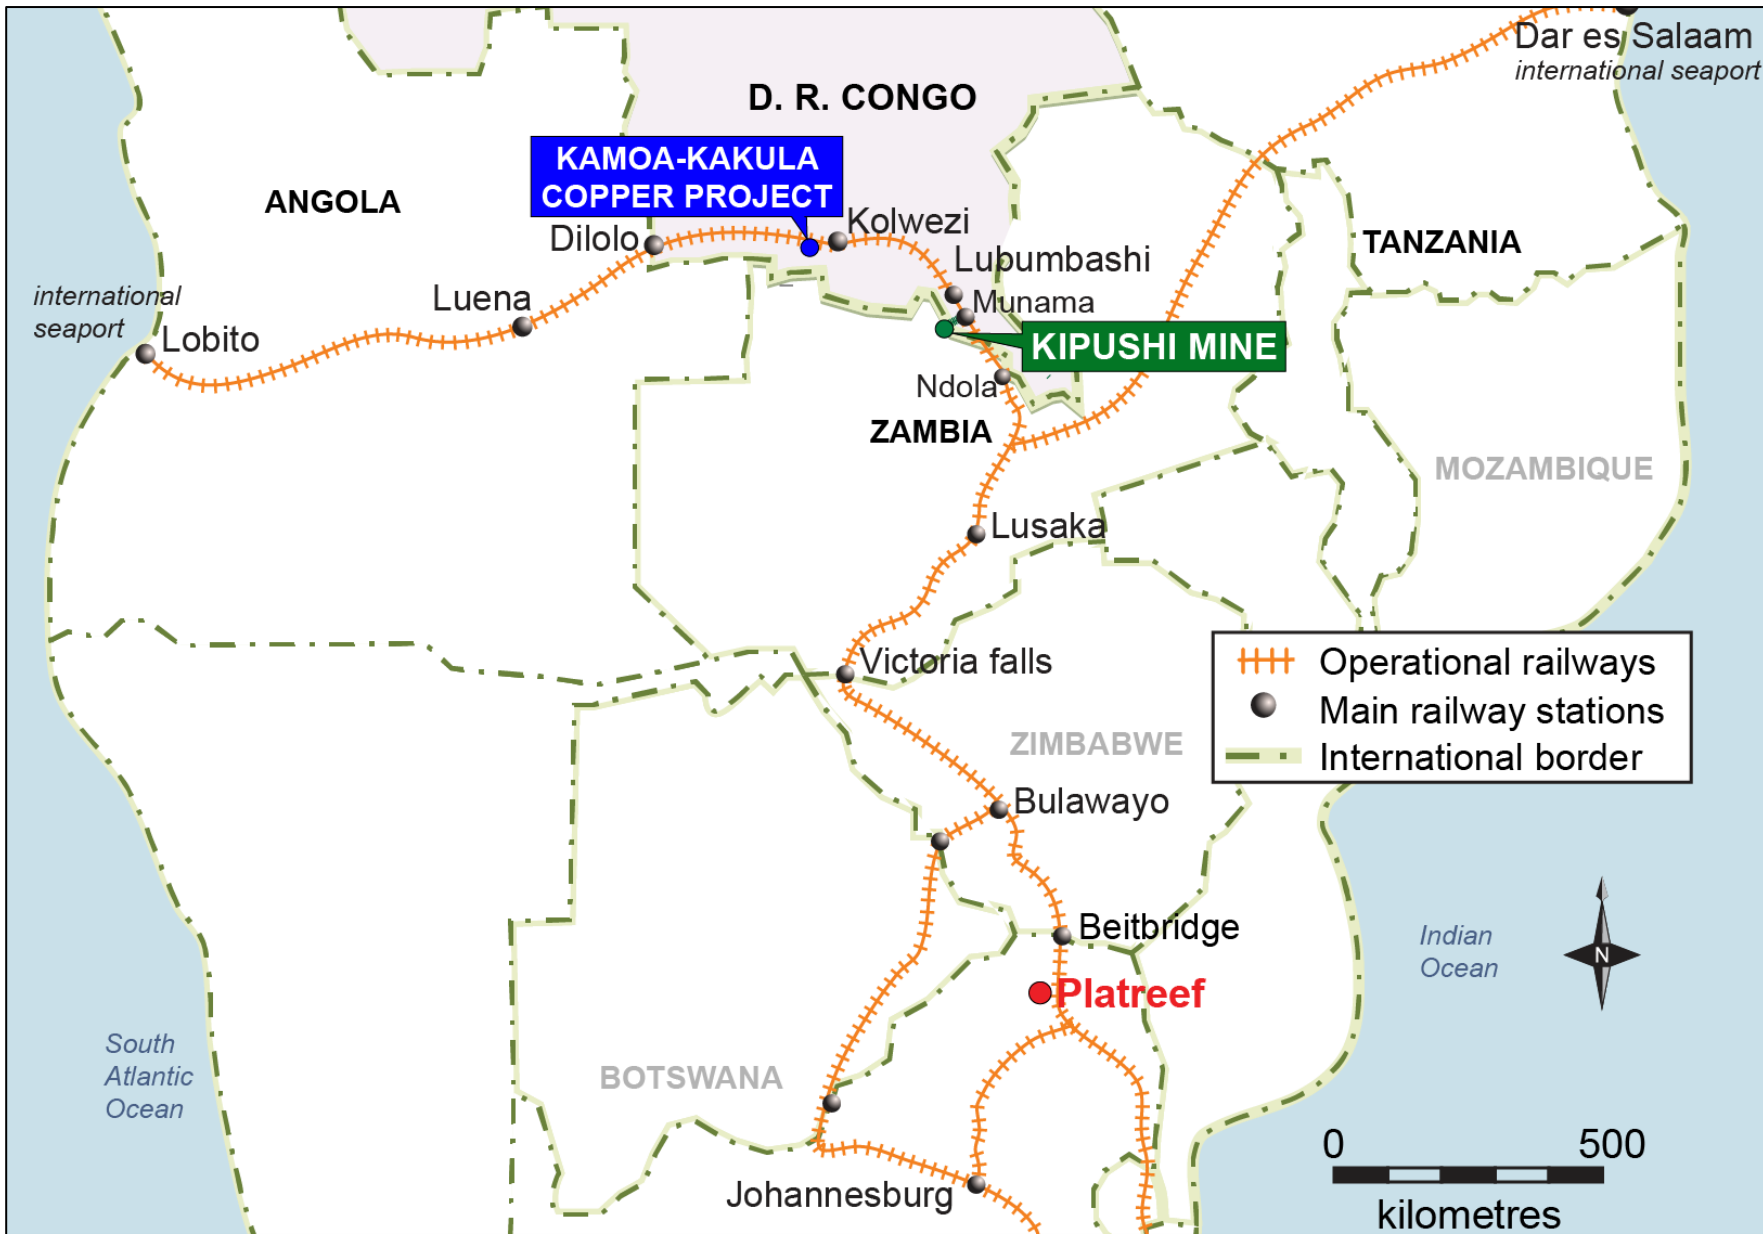 Dar es Salaam
international seaport
D. R. CONGO
KAMOA-KAKULA
COPPER PROJECT
ANGOLA
Dilolo
Kolwezi
TANZANIA
Lubumbashi
international
seaport
Luena
Munama
Lobito
KIPUSHI MINE
Ndola
ZAMBIA
MOZAMBIQUE
Lusaka
Victoria falls
Operational railways
Main railway stations
International border
ZIMBABWE
Bulawayo
Beitbridge
Indian
Ocean
N
Platreef
South
Atlantic
Ocean
BOTSWANA
0 500
kilometres
Johannesburg